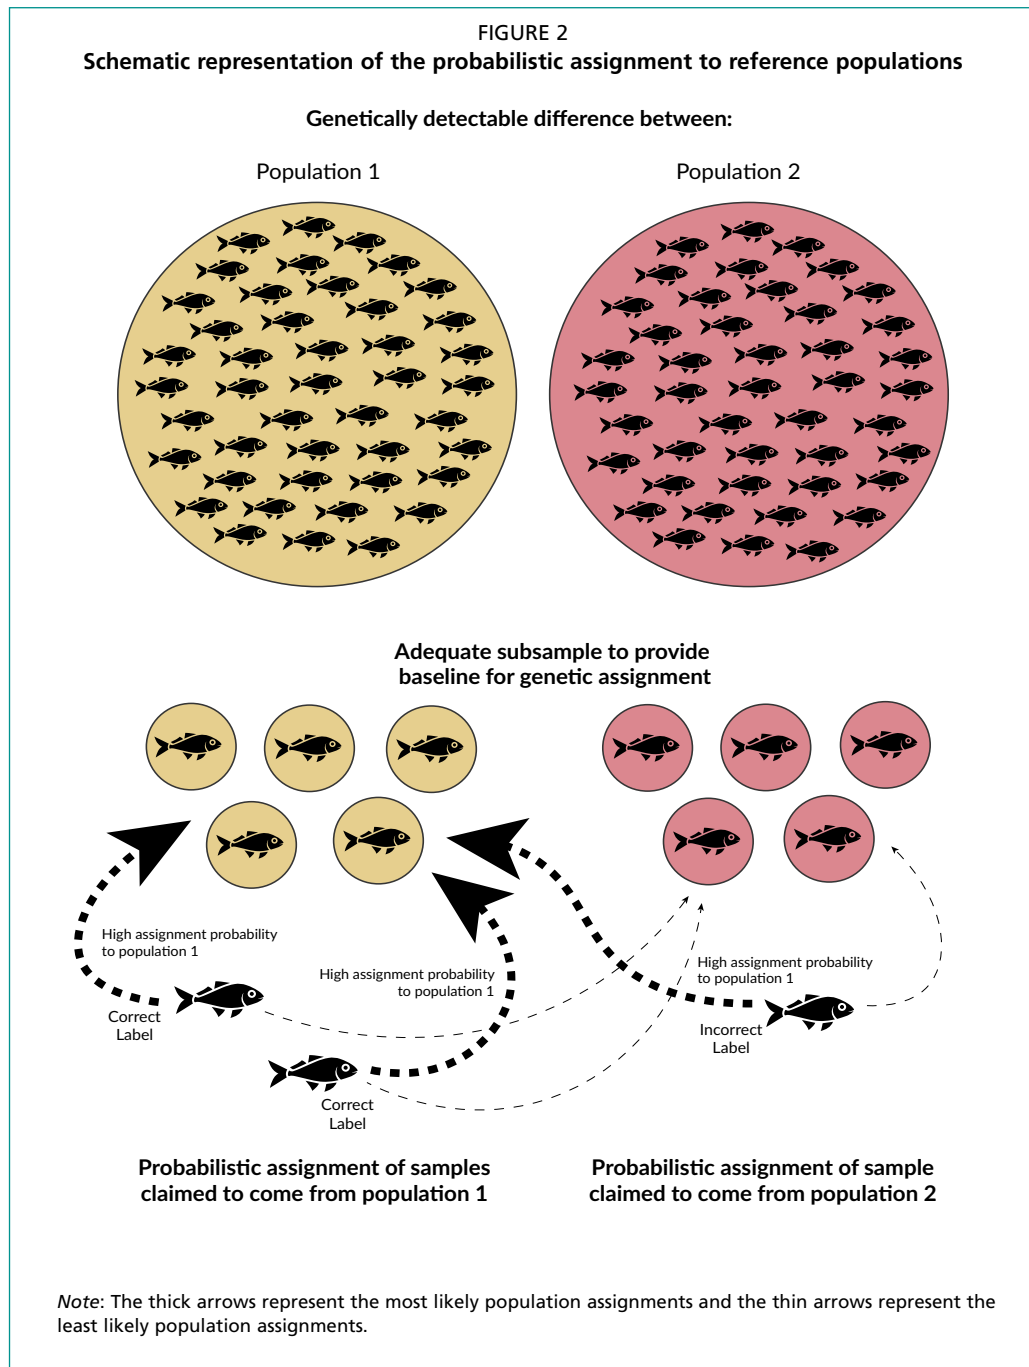 FIGURE 2
Schematic representation of the probabilistic assignment to reference populations
Genetically detectable difference between:
Population 1
Population 2
Adequate subsample to provide
baseline for genetic assignment
High assignment probability
to population 1
Correct
Label
High assignment probability
to population 1
Correct
Label
High assignment probability
to population 1
Incorrect
Label
Probabilistic assignment of samples
claimed to come from population 1
Probabilistic assignment of sample
claimed to come from population 2
Note: The thick arrows represent the most likely population assignments and the thin arrows represent the
least likely population assignments.